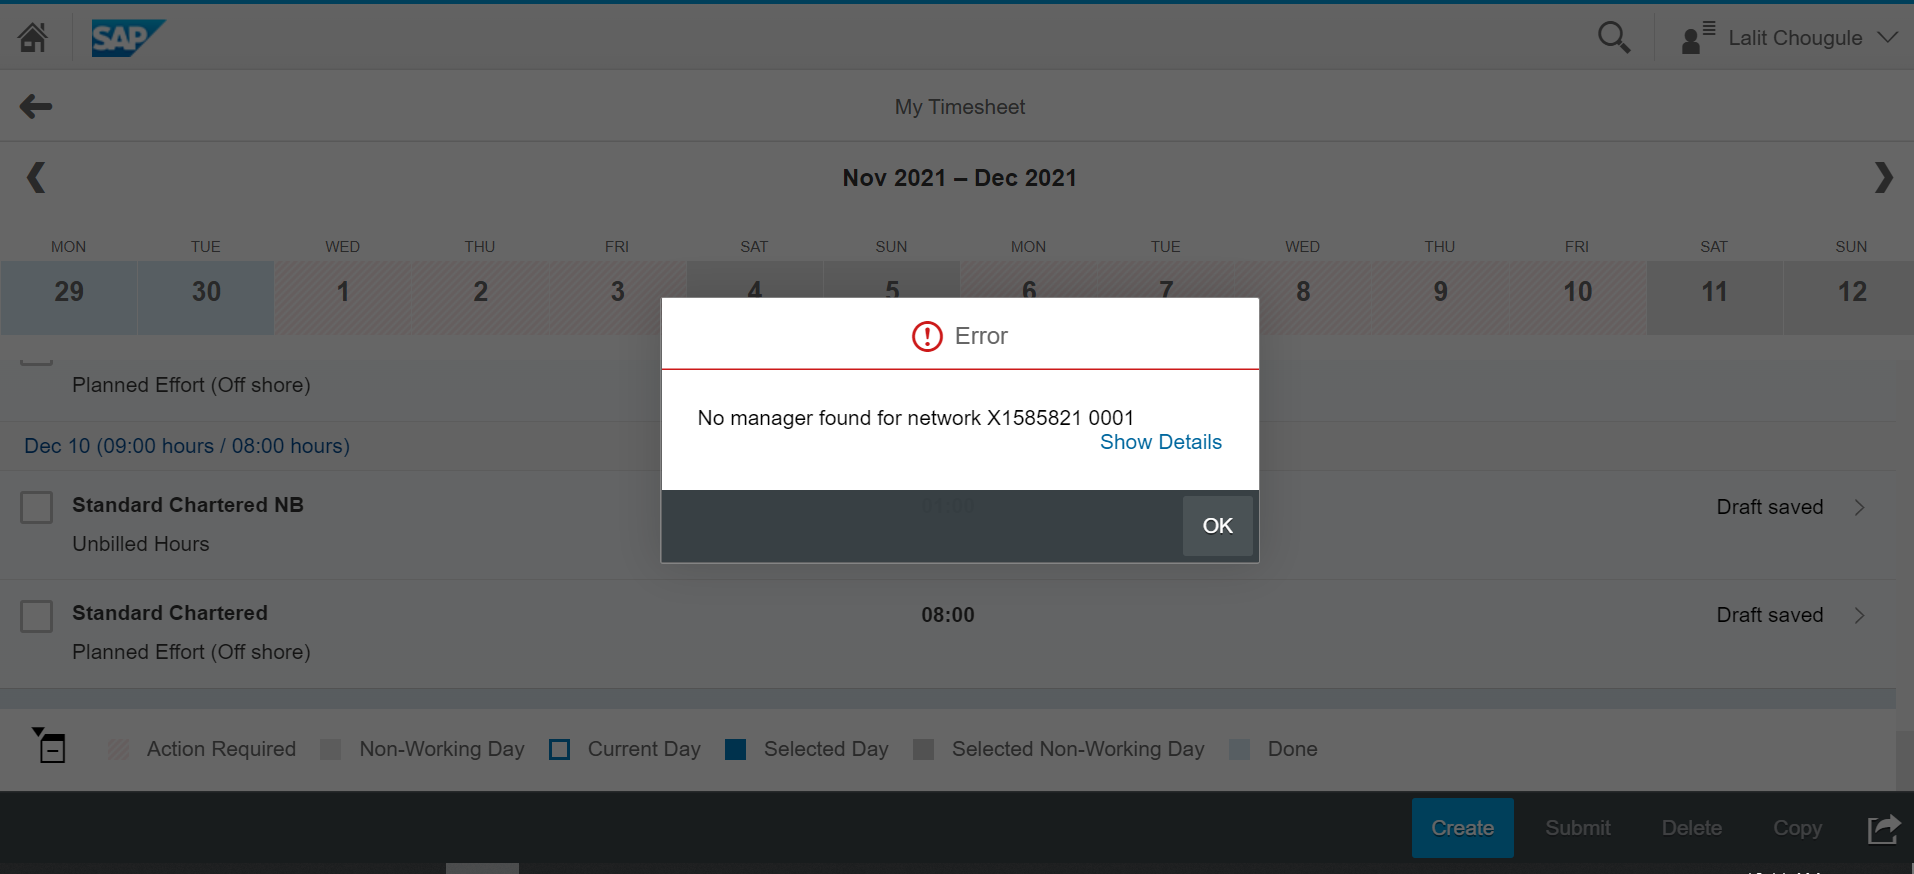 SAP
Lalit Chougule
My Timesheet
Nov 2021 – Dec 2021
MON TUE WED THU FRI SAT SUN MON TUE WED THU FRI SAT SUN
29 30 1 2 3 4 5 6 7 8 9 10 11 12
Error
Planned Effort (Off shore)
No manager found for network X1585821 0001
Show Details
Dec 10 (09:00 hours / 08:00 hours)
Standard Chartered NB 01:00 Draft saved
Unbilled Hours
OK
Standard Chartered 08:00 Draft saved
Planned Effort (Off shore)
Action Required Non-Working Day Current Day Selected Day Selected Non-Working Day Done
Create Submit Delete Copy